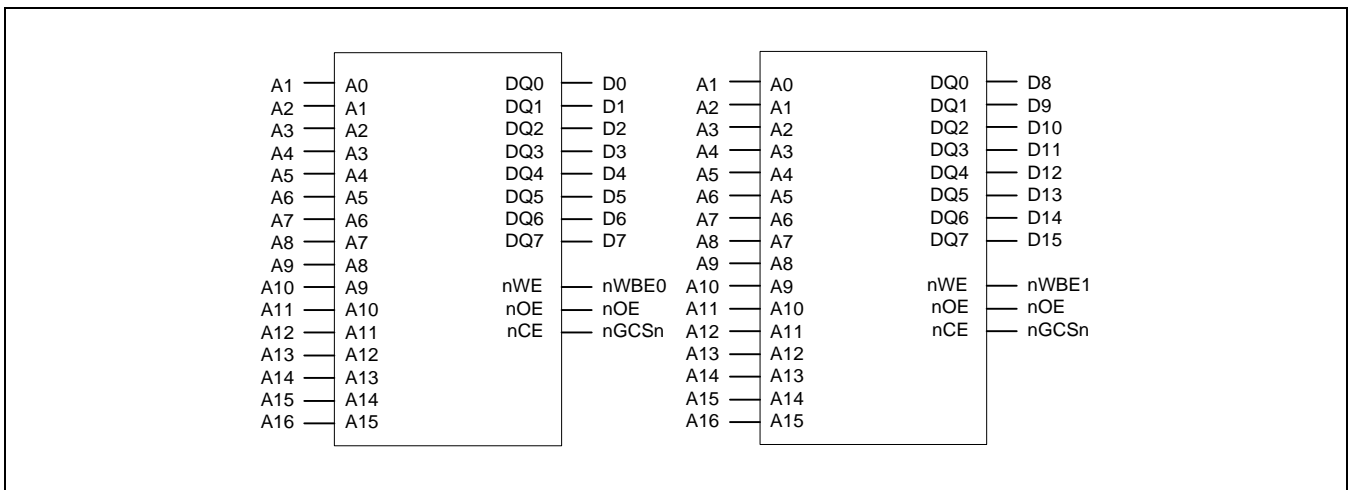 A1 A0 DQ0 D0 A1 A0 DQ0 D8
A2 A1 DQ1 D1 A2 A1 DQ1 D9
A3 A2 DQ2 D2 A3 A2 DQ2 D10
A4 A3 DQ3 D3 A4 A3 DQ3 D11
A5 A4 DQ4 D4 A5 A4 DQ4 D12
A6 A5 DQ5 D5 A6 A5 DQ5 D13
A7 A6 DQ6 D6 A7 A6 DQ6 D14
A8 A7 DQ7 D7 A8 A7 DQ7 D15
A9 A8 A9 A8
A10 A9 nWE nWBE0 A10 A9 nWE nWBE1
A11 A10 nOE nOE A11 A10 nOE nOE
A12 A11 nCE nGCSn A12 A11 nCE nGCSn
A13 A12 A13 A12
A14 A13 A14 A13
A15 A14 A15 A14
A16 A15 A16 A15